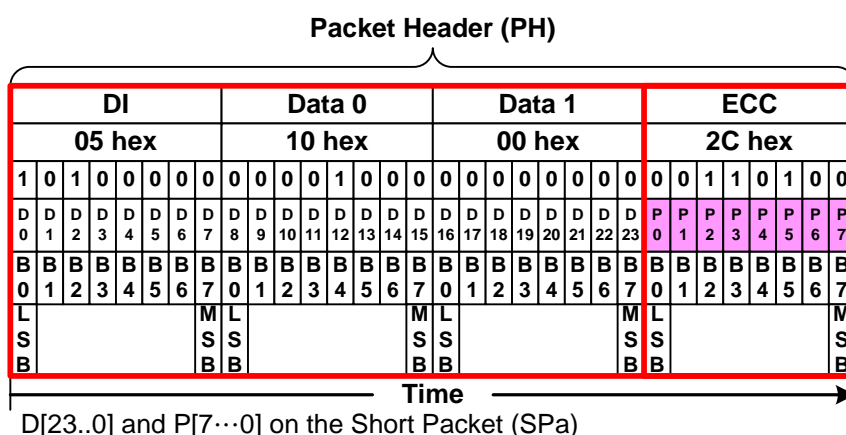 Packet Header (PH)
DI Data 0 Data 1 ECC
05 hex 10 hex 00 hex 2C hex
1 0 1 0 0 0 0 0 0 0 0 0 1 0 0 0 0 0 0 0 0 0 0 0 0 0 1 1 0 1 0 0
D0 D1 D2 D3 D4 D5 D6 D7 D8 D9 D10 D11 D12 D13 D14 D15 D16 D17 D18 D19 D20 D21 D22 D23 P0 P1 P2 P3 P4 P5 P6 P7
B0 B1 B2 B3 B4 B5 B6 B7 B0 B1 B2 B3 B4 B5 B6 B7 B0 B1 B2 B3 B4 B5 B6 B7 B0 B1 B2 B3 B4 B5 B6 B7
LSB MSB LSB MSB LSB MSB LSB MSB
Time
D[23..0] and P[7⋯0] on the Short Packet (SPa)